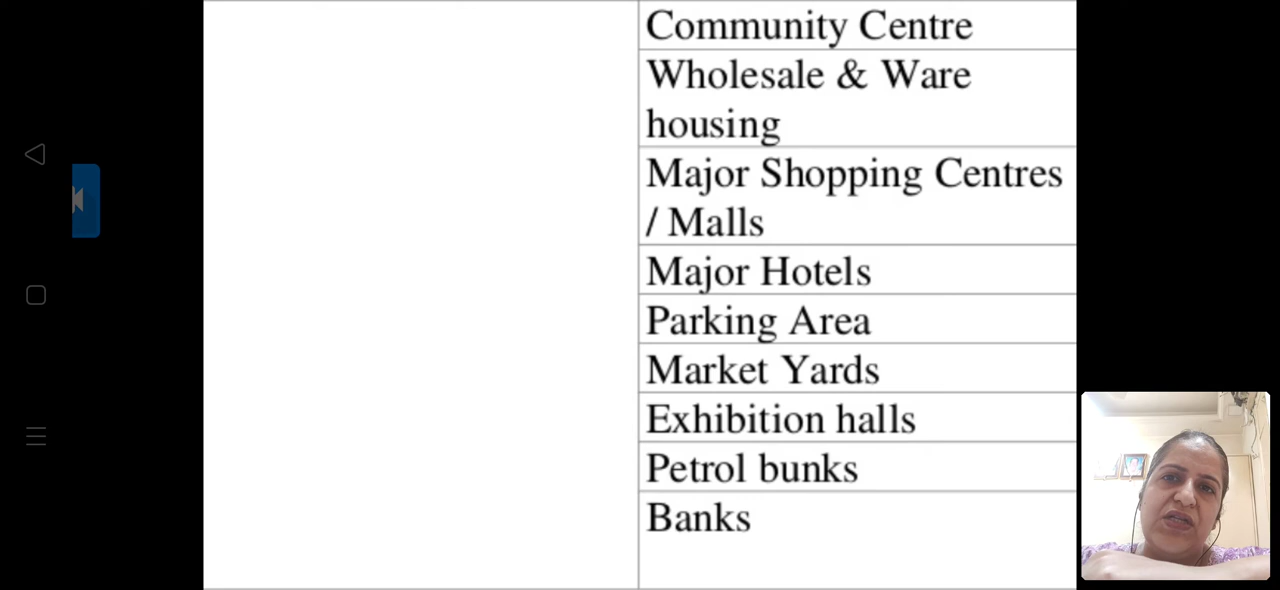 Community Centre
Wholesale & Ware
housing
Major Shopping Centres
/ Malls
Major Hotels
Parking Area
Market Yards
Exhibition halls
Petrol bunks
Banks